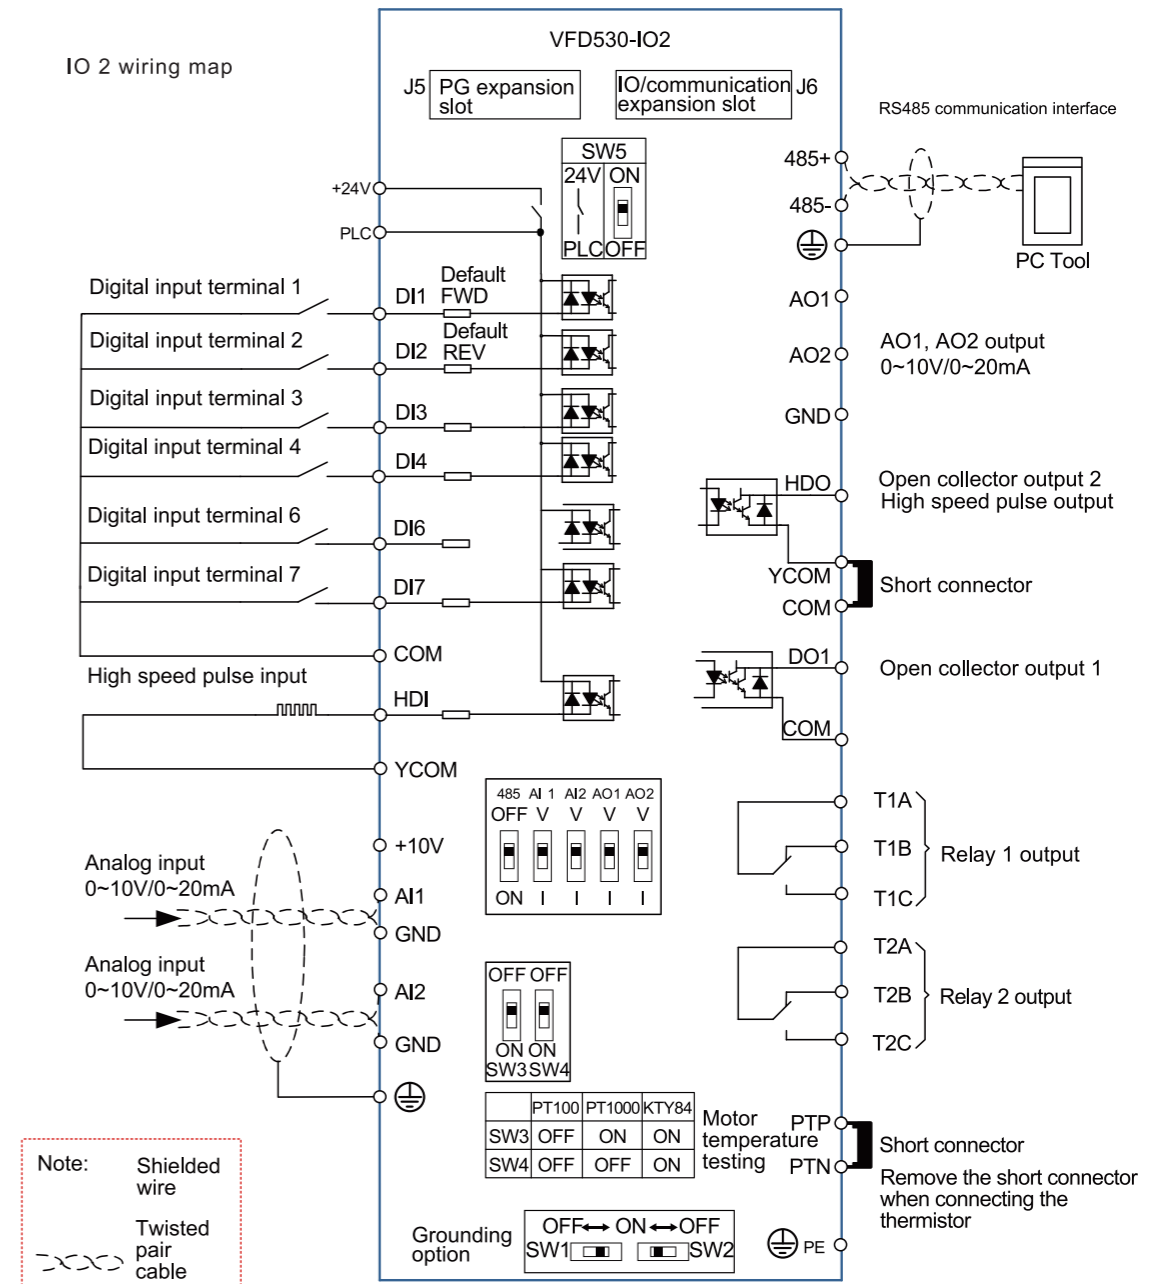 VFD530-IO2
IO 2 wiring map
J5
PG expansion
slot
IO/communication
expansion slot
J6
RS485 communication interface
SW5
24V ON
PLC OFF
+24V
PLC
485+
485-
PC Tool
Digital input terminal 1
DI1
Default
FWD
Digital input terminal 2
DI2
Default
REV
Digital input terminal 3
DI3
Digital input terminal 4
DI4
Digital input terminal 6
DI6
Digital input terminal 7
DI7
COM
High speed pulse input
HDI
YCOM
AO1
AO2
AO1, AO2 output
0~10V/0~20mA
GND
HDO
Open collector output 2
High speed pulse output
YCOM
COM
Short connector
DO1
Open collector output 1
COM
485 AI 1 AI2 AO1 AO2
OFF V V V V
ON I I I I
+10V
Analog input
0~10V/0~20mA
AI1
GND
Analog input
0~10V/0~20mA
AI2
GND
T1A
T1B
T1C
Relay 1 output
T2A
T2B
T2C
Relay 2 output
OFF OFF
ON ON
SW3 SW4
PT100 PT1000 KTY84
SW3 OFF ON ON
SW4 OFF OFF ON
Motor
temperature
testing
PTP
PTN
Short connector
Remove the short connector
when connecting the
thermistor
Note:
Shielded
wire
Twisted
pair
cable
Grounding
option
OFF ON OFF
SW1 SW2
PE